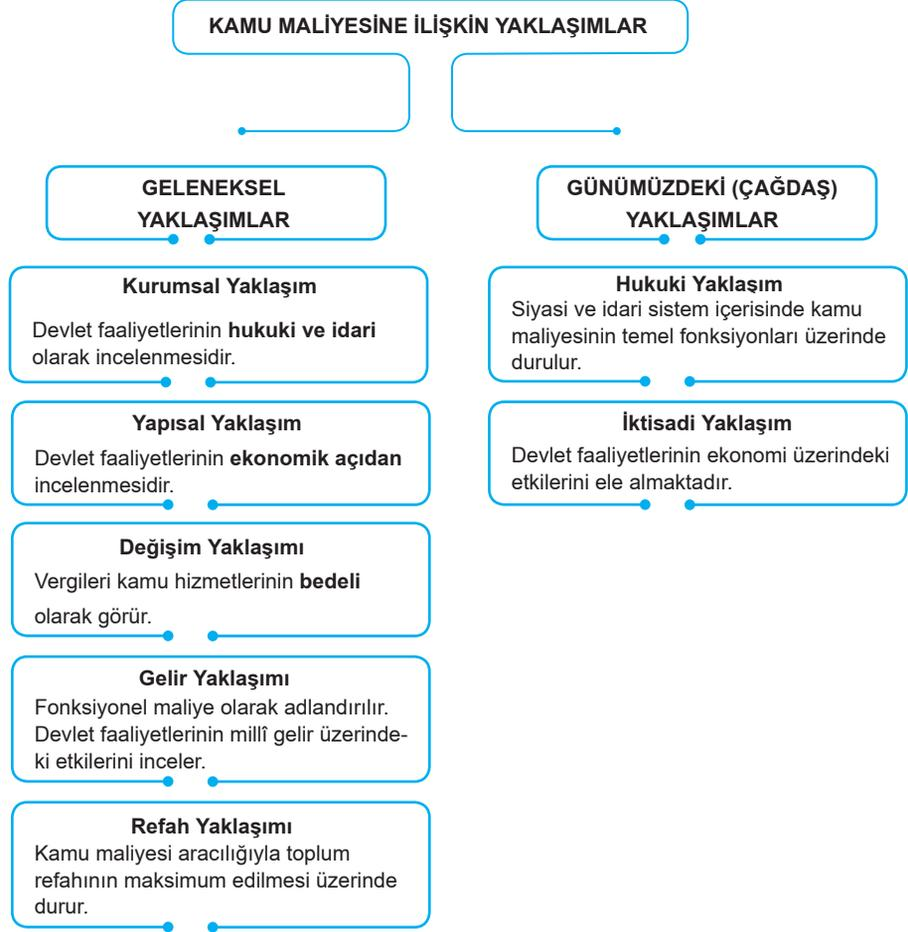 KAMU MALİYESİNE İLİŞKİN YAKLAŞIMLAR
GELENEKSEL
YAKLAŞIMLAR
Kurumsal Yaklaşım
Devlet faaliyetlerinin hukuki ve idari
olarak incelenmesidir.
Yapısal Yaklaşım
Devlet faaliyetlerinin ekonomik açıdan
incelenmesidir.
Değişim Yaklaşımı
Vergileri kamu hizmetlerinin bedeli
olarak görür.
Gelir Yaklaşımı
Fonksiyonel maliye olarak adlandırılır.
Devlet faaliyetlerinin millî gelir üzerinde-
ki etkilerini inceler.
Refah Yaklaşımı
Kamu maliyesi aracılığıyla toplum
refahının maksimum edilmesi üzerinde
durur.
GÜNÜMÜZDEKİ (ÇAĞDAŞ)
YAKLAŞIMLAR
Hukuki Yaklaşım
Siyasi ve idari sistem içerisinde kamu
maliyesinin temel fonksiyonları üzerinde
durulur.
İktisadi Yaklaşım
Devlet faaliyetlerinin ekonomi üzerindeki
etkilerini ele almaktadır.